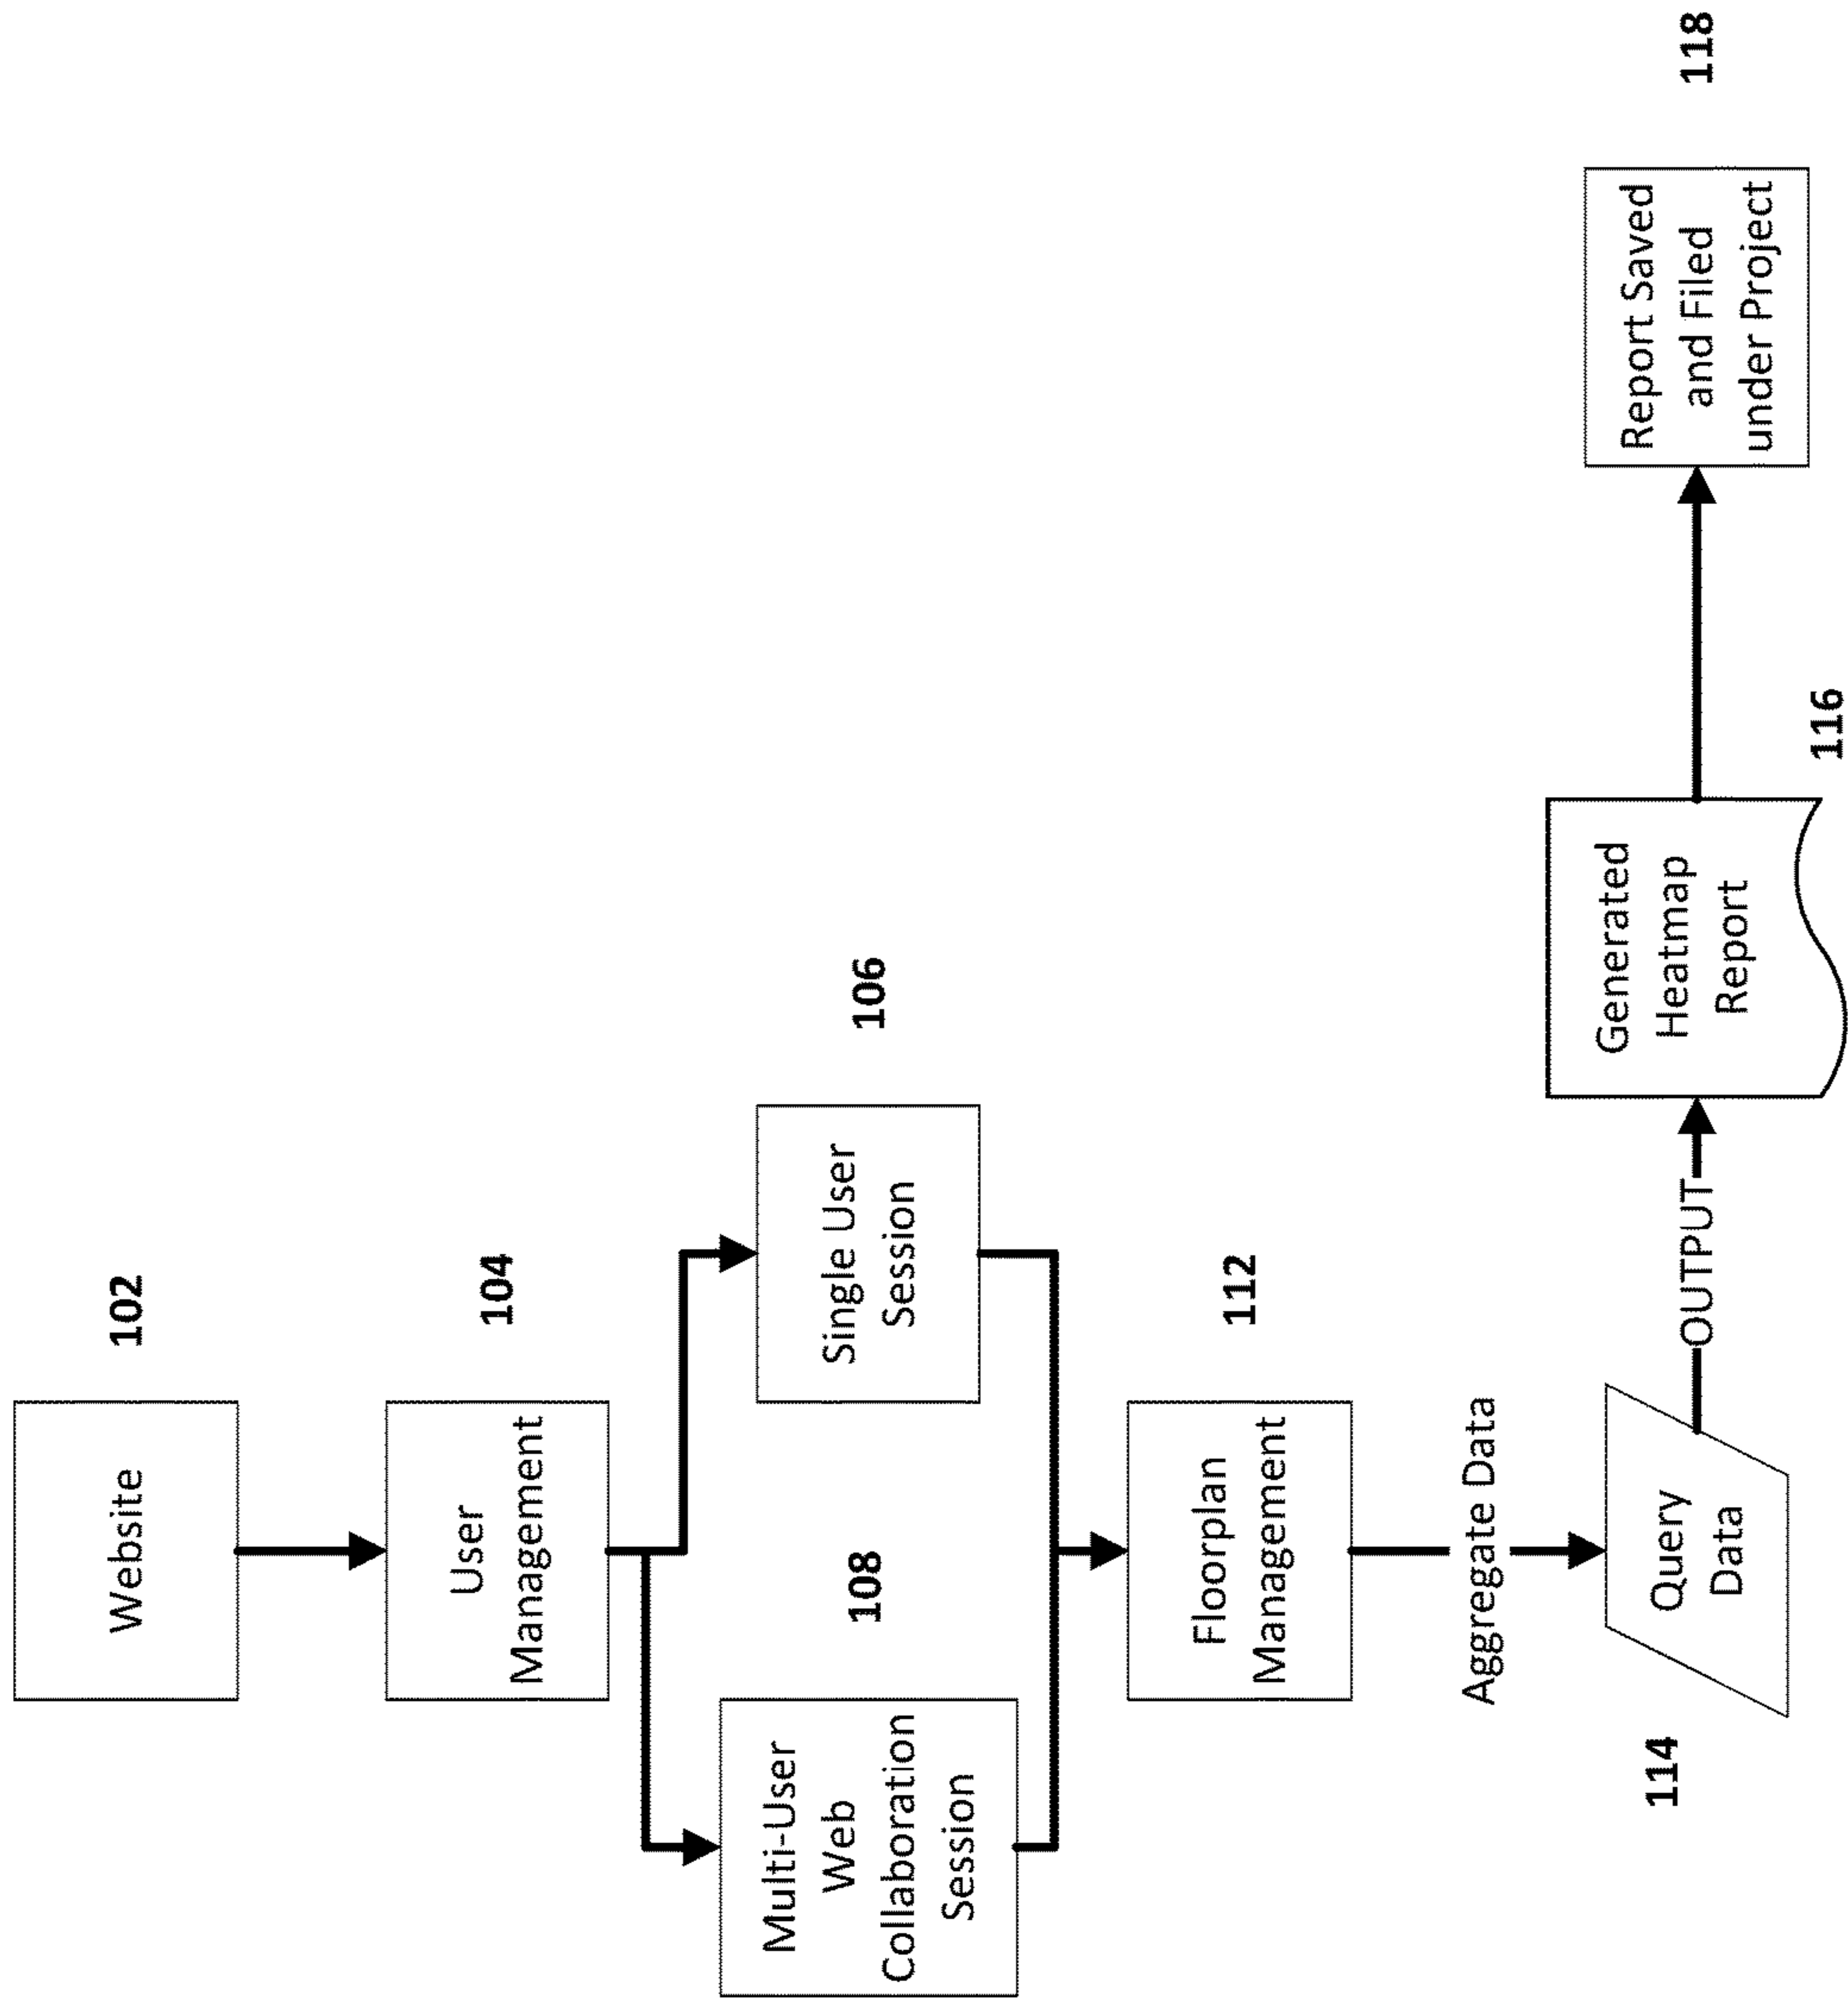 Website
102
User
Management
104
Multi-User
Web
Collaboration
Session
108
Single User
Session
106
Floorplan
Management
112
Aggregate Data
Query
Data
114
OUTPUT
Generated
Heatmap
Report
116
Report Saved
and Filed
under Project
118